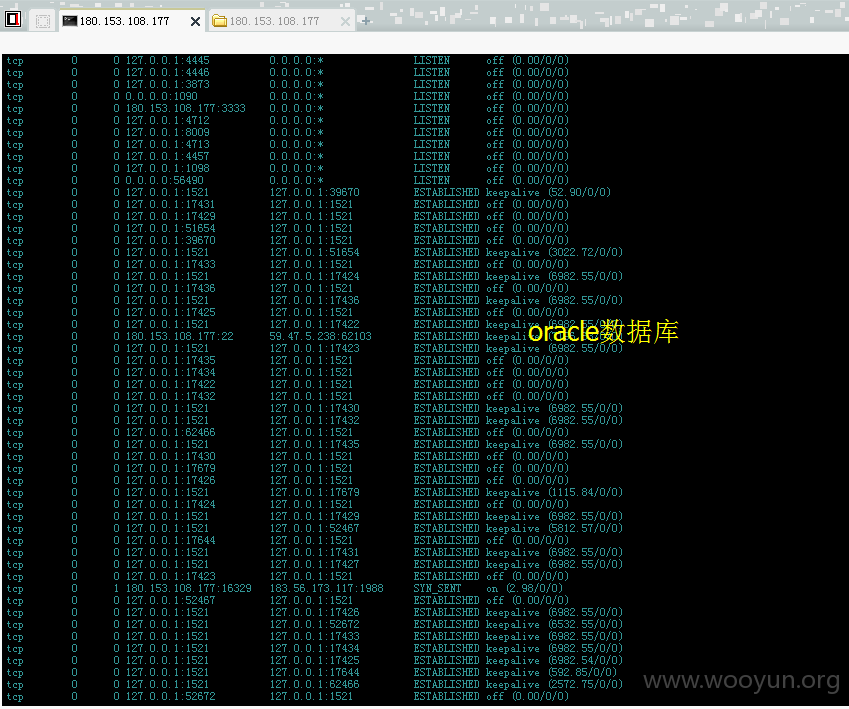 180.153.108.177 180.153.108.177
tcp 0 0 127.0.0.1:4445 0.0.0.0:* LISTEN off (0.00/0/0)
tcp 0 0 127.0.0.1:4446 0.0.0.0:* LISTEN off (0.00/0/0)
tcp 0 0 127.0.0.1:3873 0.0.0.0:* LISTEN off (0.00/0/0)
tcp 0 0 0.0.0.0:1090 0.0.0.0:* LISTEN off (0.00/0/0)
tcp 0 0 180.153.108.177:3333 0.0.0.0:* LISTEN off (0.00/0/0)
tcp 0 0 127.0.0.1:4712 0.0.0.0:* LISTEN off (0.00/0/0)
tcp 0 0 127.0.0.1:8009 0.0.0.0:* LISTEN off (0.00/0/0)
tcp 0 0 127.0.0.1:4713 0.0.0.0:* LISTEN off (0.00/0/0)
tcp 0 0 127.0.0.1:4457 0.0.0.0:* LISTEN off (0.00/0/0)
tcp 0 0 127.0.0.1:1098 0.0.0.0:* LISTEN off (0.00/0/0)
tcp 0 0 0.0.0.0:56490 0.0.0.0:* LISTEN off (0.00/0/0)
tcp 0 0 127.0.0.1:1521 127.0.0.1:39670 ESTABLISHED keepalive (52.90/0/0)
tcp 0 0 127.0.0.1:17431 127.0.0.1:1521 ESTABLISHED off (0.00/0/0)
tcp 0 0 127.0.0.1:17429 127.0.0.1:1521 ESTABLISHED off (0.00/0/0)
tcp 0 0 127.0.0.1:51654 127.0.0.1:1521 ESTABLISHED off (0.00/0/0)
tcp 0 0 127.0.0.1:39670 127.0.0.1:1521 ESTABLISHED off (0.00/0/0)
tcp 0 0 127.0.0.1:1521 127.0.0.1:51654 ESTABLISHED keepalive (3022.72/0/0)
tcp 0 0 127.0.0.1:17433 127.0.0.1:1521 ESTABLISHED off (0.00/0/0)
tcp 0 0 127.0.0.1:1521 127.0.0.1:17424 ESTABLISHED keepalive (6982.55/0/0)
tcp 0 0 127.0.0.1:17436 127.0.0.1:1521 ESTABLISHED off (0.00/0/0)
tcp 0 0 127.0.0.1:1521 127.0.0.1:17436 ESTABLISHED keepalive (6982.55/0/0)
tcp 0 0 127.0.0.1:17425 127.0.0.1:1521 ESTABLISHED off (0.00/0/0)
tcp 0 0 127.0.0.1:1521 127.0.0.1:17422 ESTABLISHED keepalive
oracle数据库
tcp 0 0 180.153.108.177:22 59.47.5.238:62103 ESTABLISHED
tcp 0 0 127.0.0.1:1521 127.0.0.1:17423 ESTABLISHED keepalive (6982.55/0/0)
tcp 0 0 127.0.0.1:17435 127.0.0.1:1521 ESTABLISHED off (0.00/0/0)
tcp 0 0 127.0.0.1:17434 127.0.0.1:1521 ESTABLISHED off (0.00/0/0)
tcp 0 0 127.0.0.1:17422 127.0.0.1:1521 ESTABLISHED off (0.00/0/0)
tcp 0 0 127.0.0.1:17432 127.0.0.1:1521 ESTABLISHED off (0.00/0/0)
tcp 0 0 127.0.0.1:1521 127.0.0.1:17430 ESTABLISHED keepalive (6982.55/0/0)
tcp 0 0 127.0.0.1:1521 127.0.0.1:17432 ESTABLISHED keepalive (6982.55/0/0)
tcp 0 0 127.0.0.1:62466 127.0.0.1:1521 ESTABLISHED off (0.00/0/0)
tcp 0 0 127.0.0.1:1521 127.0.0.1:17435 ESTABLISHED keepalive (6982.55/0/0)
tcp 0 0 127.0.0.1:17430 127.0.0.1:1521 ESTABLISHED off (0.00/0/0)
tcp 0 0 127.0.0.1:17679 127.0.0.1:1521 ESTABLISHED off (0.00/0/0)
tcp 0 0 127.0.0.1:17426 127.0.0.1:1521 ESTABLISHED off (0.00/0/0)
tcp 0 0 127.0.0.1:1521 127.0.0.1:17679 ESTABLISHED keepalive (1115.84/0/0)
tcp 0 0 127.0.0.1:17424 127.0.0.1:1521 ESTABLISHED off (0.00/0/0)
tcp 0 0 127.0.0.1:1521 127.0.0.1:17429 ESTABLISHED keepalive (6982.55/0/0)
tcp 0 0 127.0.0.1:1521 127.0.0.1:52467 ESTABLISHED keepalive (5812.57/0/0)
tcp 0 0 127.0.0.1:17644 127.0.0.1:1521 ESTABLISHED off (0.00/0/0)
tcp 0 0 127.0.0.1:1521 127.0.0.1:17431 ESTABLISHED keepalive (6982.55/0/0)
tcp 0 0 127.0.0.1:1521 127.0.0.1:17427 ESTABLISHED keepalive (6982.55/0/0)
tcp 0 0 127.0.0.1:17423 127.0.0.1:1521 ESTABLISHED off (0.00/0/0)
tcp 0 1 180.153.108.177:16329 183.56.173.117:1988 SYN_SENT on (2.98/0/0)
tcp 0 0 127.0.0.1:52467 127.0.0.1:1521 ESTABLISHED off (0.00/0/0)
tcp 0 0 127.0.0.1:1521 127.0.0.1:17426 ESTABLISHED keepalive (6982.55/0/0)
tcp 0 0 127.0.0.1:1521 127.0.0.1:52672 ESTABLISHED keepalive (6532.55/0/0)
tcp 0 0 127.0.0.1:1521 127.0.0.1:17433 ESTABLISHED keepalive (6982.55/0/0)
tcp 0 0 127.0.0.1:1521 127.0.0.1:17434 ESTABLISHED keepalive (6982.55/0/0)
tcp 0 0 127.0.0.1:1521 127.0.0.1:17425 ESTABLISHED keepalive (6982.54/0/0)
tcp 0 0 127.0.0.1:1521 127.0.0.1:17644 ESTABLISHED keepalive (592.85/0/0)
tcp 0 0 127.0.0.1:1521 127.0.0.1:62466 ESTABLISHED keepalive (2572.75/0/0)
tcp 0 0 127.0.0.1:52672 127.0.0.1:1521 ESTABLISHED off (0.00/0/0)
www.wooyun.org